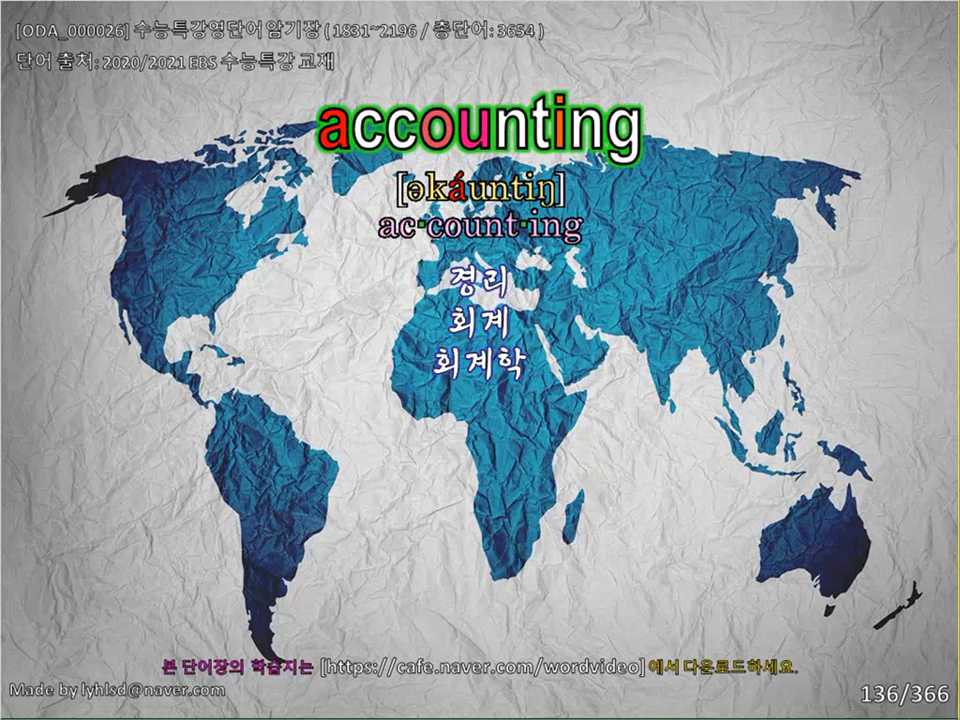 [ODA_000026] 수능특강영단어 암기장 ( 1831~2196 / 총단어: 3654 )
단어 출처: 2020/2021 EBS 수능특강 교재
accounting
[əkáuntiŋ]
ac·count·ing
경리
회계
회계학
본 단어장의 학습지는 [https://cafe.naver.com/wordvideo] 에서 다운로드하세요.
Made by lyhlsd@naver.com
136/366